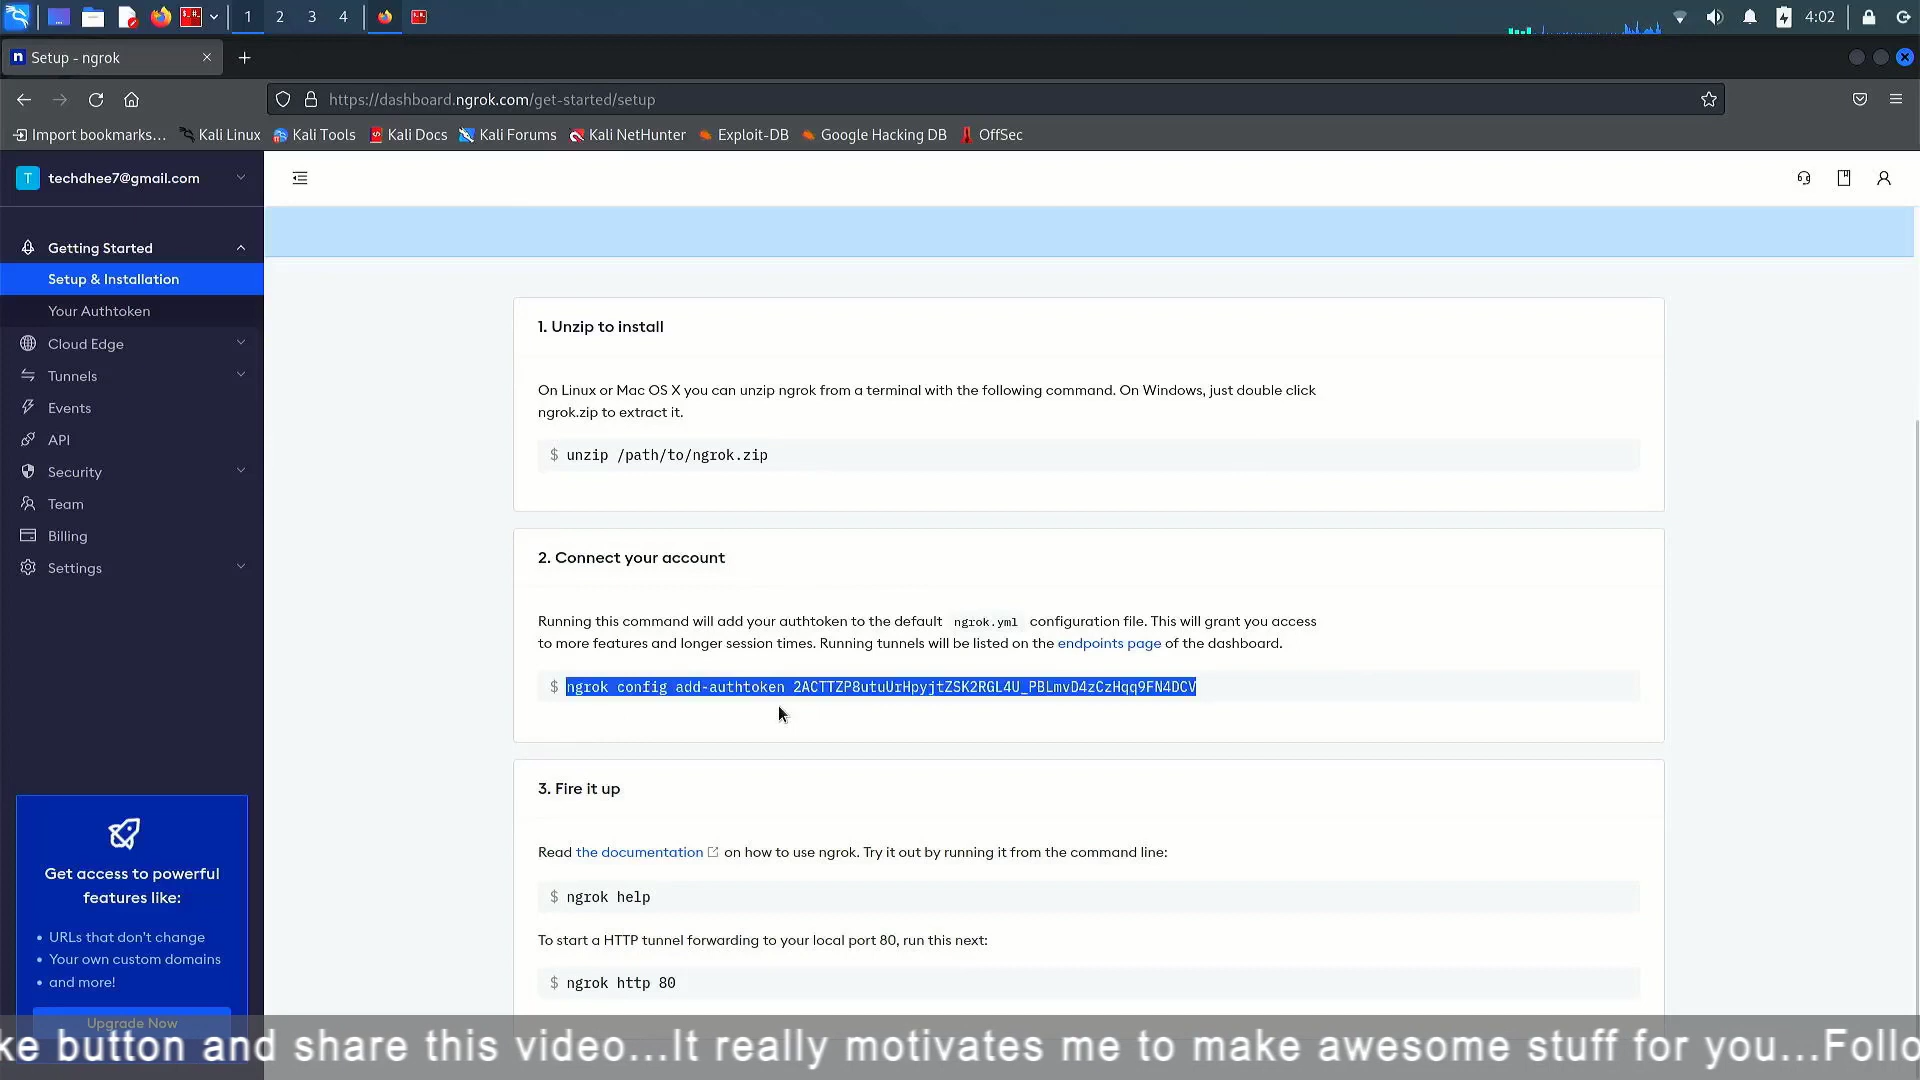 1 2 3 4
4:02
Setup - ngrok
https://dashboard.ngrok.com/get-started/setup
Import bookmarks... Kali Linux Kali Tools Kali Docs Kali Forums Kali NetHunter Exploit-DB Google Hacking DB OffSec
T techdhee7@gmail.com
Getting Started
Setup & Installation
Your Authtoken
Cloud Edge
Tunnels
Events
API
Security
Team
Billing
Settings
Get access to powerful
features like:
• URLs that don't change
• Your own custom domains
• and more!
Upgrade Now
1. Unzip to install
On Linux or Mac OS X you can unzip ngrok from a terminal with the following command. On Windows, just double click
ngrok.zip to extract it.
$ unzip /path/to/ngrok.zip
2. Connect your account
Running this command will add your authtoken to the default ngrok.yml configuration file. This will grant you access
to more features and longer session times. Running tunnels will be listed on the endpoints page of the dashboard.
$ ngrok config add-authtoken 2ACTTZP8utuUrHpyjtZSK2RGL4U_PBLmvD4zCzHqq9FN4DCV
3. Fire it up
Read the documentation on how to use ngrok. Try it out by running it from the command line:
$ ngrok help
To start a HTTP tunnel forwarding to your local port 80, run this next:
$ ngrok http 80
ke button and share this video...It really motivates me to make awesome stuff for you...Follo